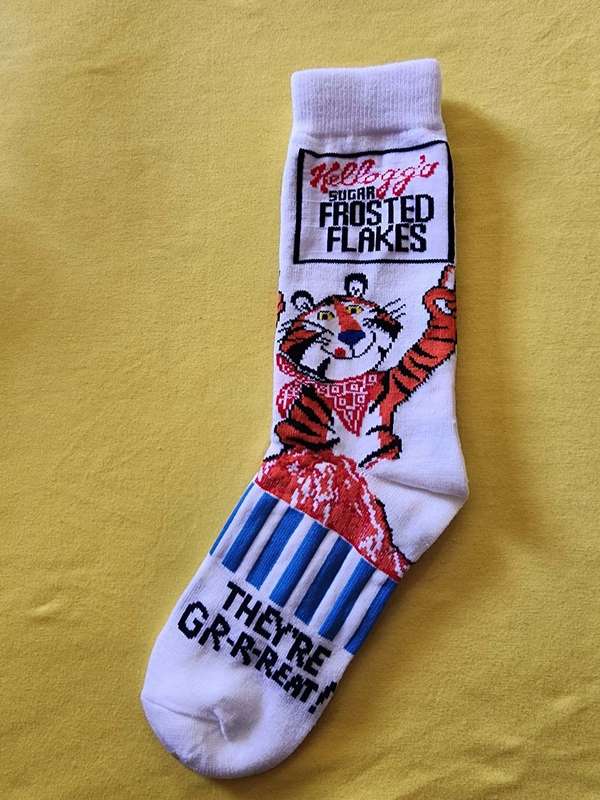 Kellogg's
SUGAR
FROSTED
FLAKES
THEY'RE
GR-R-REAT!